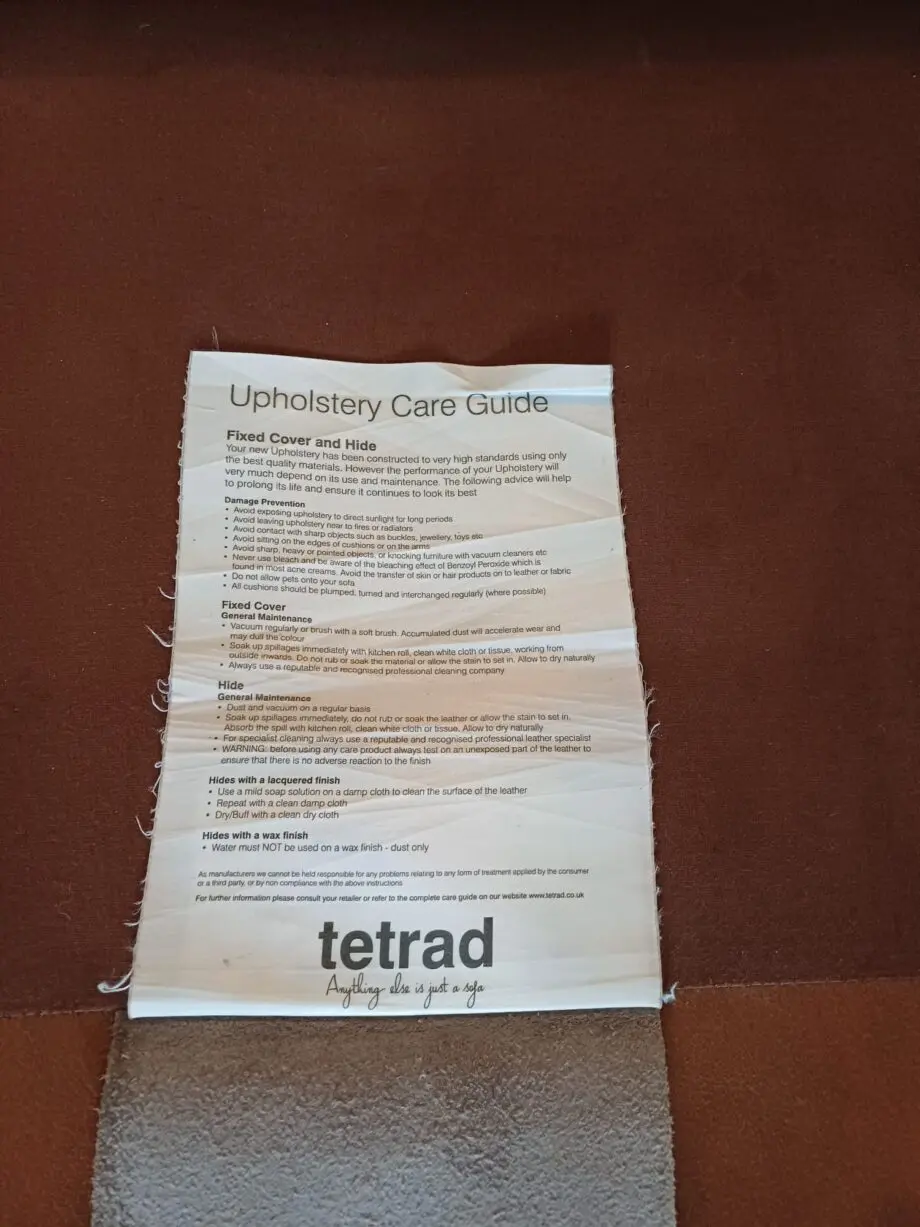 Upholstery Care Guide
Fixed Cover and Hide
Your new Upholstery has been constructed to very high standards using only
the best quality materials. However the performance of your Upholstery will
very much depend on its use and maintenance. The following advice will help
to prolong its life and ensure it continues to look its best
Damage Prevention
• Avoid exposing upholstery to direct sunlight for long periods
• Avoid leaving upholstery near to fires or radiators
• Avoid contact with sharp objects such as buckles, jewellery, toys etc
• Avoid sitting on the edges of cushions or on the arms
• Avoid sharp, heavy or pointed objects, or knocking furniture with vacuum cleaners etc
• Never use bleach and be aware of the bleaching effect of Benzoyl Peroxide which is
found in most acne creams. Avoid the transfer of skin or hair products on to leather or fabric
• Do not allow pets onto your sofa
• All cushions should be plumped, turned and interchanged regularly (where possible)
Fixed Cover
General Maintenance
• Vacuum regularly or brush with a soft brush. Accumulated dust will accelerate wear and
may dull the colour
• Soak up spillages immediately with kitchen roll, clean white cloth or tissue, working from
outside inwards. Do not rub or soak the material or allow the stain to set in. Allow to dry naturally
• Always use a reputable and recognised professional cleaning company
Hide
General Maintenance
• Dust and vacuum on a regular basis
• Soak up spillages immediately, do not rub or soak the leather or allow the stain to set in.
Absorb the spill with kitchen roll, clean white cloth or tissue. Allow to dry naturally
• For specialist cleaning always use a reputable and recognised professional leather specialist
• WARNING: before using any care product always test on an unexposed part of the leather to
ensure that there is no adverse reaction to the finish
Hides with a lacquered finish
• Use a mild soap solution on a damp cloth to clean the surface of the leather
• Repeat with a clean damp cloth
• Dry/Buff with a clean dry cloth
Hides with a wax finish
• Water must NOT be used on a wax finish - dust only
As manufacturers we cannot be held responsible for any problems relating to any form of treatment applied by the consumer
or a third party, or by non compliance with the above instructions
For further information please consult your retailer or refer to the complete care guide on our website www.tetrad.co.uk
tetrad
Anything else is just a sofa